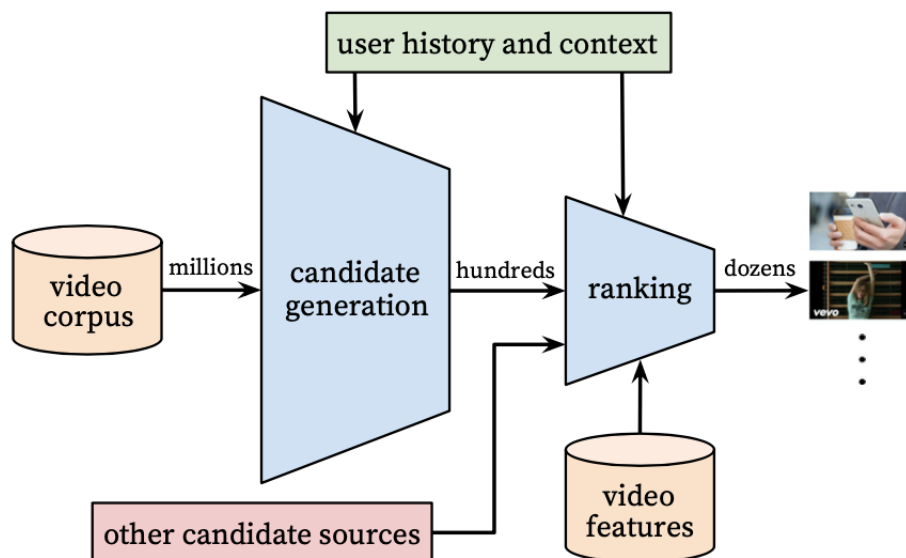 user history and context
millions
video
corpus
candidate
generation
hundreds
ranking
dozens
vevo
other candidate sources
video
features